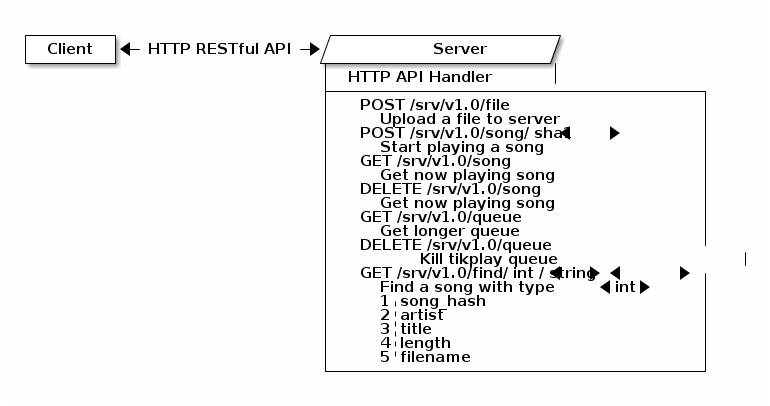 Client HTTP RESTful API Server
HTTP API Handler
POST /srv/v1.0/file
Upload a file to server
POST /srv/v1.0/song/
Start playing a song
GET /srv/v1.0/song
Get now playing song
DELETE /srv/v1.0/song
Get now playing song
GET /srv/v1.0/queue
Get longer queue
DELETE /srv/v1.0/queue
Kill tikplay queue
GET /srv/v1.0/find/ int / string
Find a song with type int
1 song_hash
2 artist
3 title
4 length
5 filename